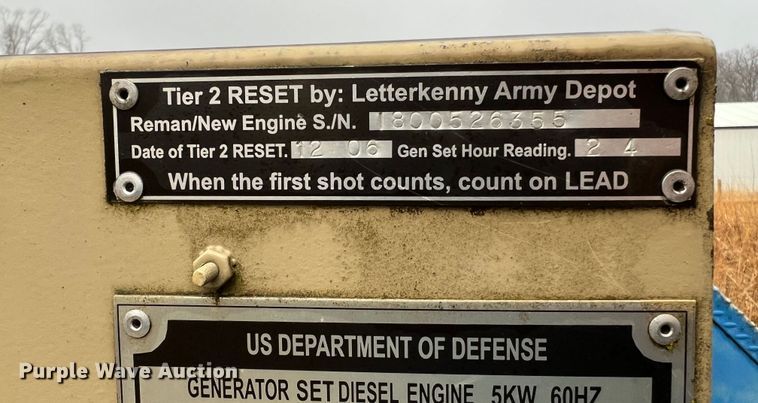 Tier 2 RESET by: Letterkenny Army Depot
Reman/New Engine S./N. 1800526355
Date of Tier 2 RESET. 12 06 Gen Set Hour Reading. 2 4
When the first shot counts, count on LEAD
US DEPARTMENT OF DEFENSE
GENERATOR SET DIESEL ENGINE 5KW 60HZ
Purple Wave Auction